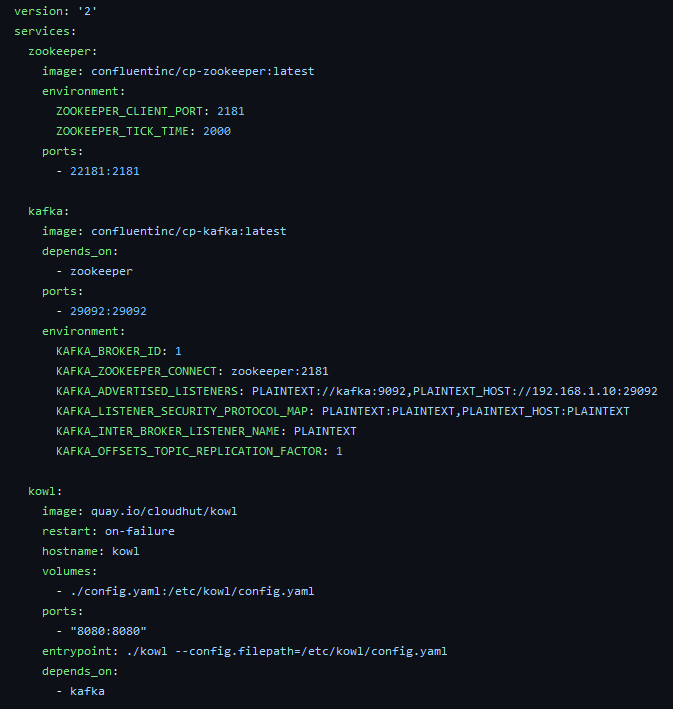 version: '2'
services:
  zookeeper:
    image: confluentinc/cp-zookeeper:latest
    environment:
      ZOOKEEPER_CLIENT_PORT: 2181
      ZOOKEEPER_TICK_TIME: 2000
    ports:
      - 22181:2181

  kafka:
    image: confluentinc/cp-kafka:latest
    depends_on:
      - zookeeper
    ports:
      - 29092:29092
    environment:
      KAFKA_BROKER_ID: 1
      KAFKA_ZOOKEEPER_CONNECT: zookeeper:2181
      KAFKA_ADVERTISED_LISTENERS: PLAINTEXT://kafka:9092,PLAINTEXT_HOST://192.168.1.10:29092
      KAFKA_LISTENER_SECURITY_PROTOCOL_MAP: PLAINTEXT:PLAINTEXT,PLAINTEXT_HOST:PLAINTEXT
      KAFKA_INTER_BROKER_LISTENER_NAME: PLAINTEXT
      KAFKA_OFFSETS_TOPIC_REPLICATION_FACTOR: 1

  kowl:
    image: quay.io/cloudhut/kowl
    restart: on-failure
    hostname: kowl
    volumes:
      - ./config.yaml:/etc/kowl/config.yaml
    ports:
      - "8080:8080"
    entrypoint: ./kowl --config.filepath=/etc/kowl/config.yaml
    depends_on:
      - kafka